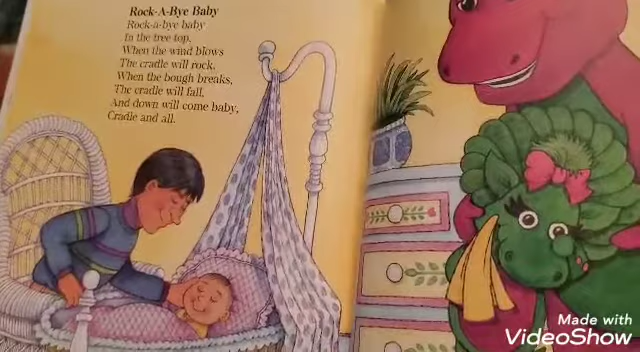 Rock-A-Bye Baby
Rock-a-bye baby
In the tree top,
When the wind blows
The cradle will rock.
When the bough breaks,
The cradle will fall,
And down will come baby,
Cradle and all.
Made with
VideoShow